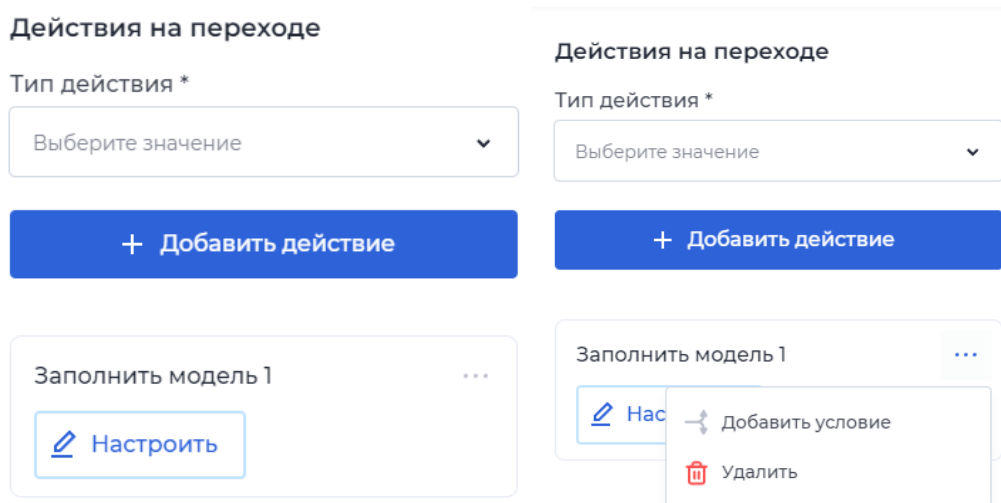 Действия на переходе
Тип действия *
Выберите значение
+ Добавить действие
Заполнить модель 1
...
Настроить
Действия на переходе
Тип действия *
Выберите значение
+ Добавить действие
Заполнить модель 1
...
Нас
Добавить условие
Удалить